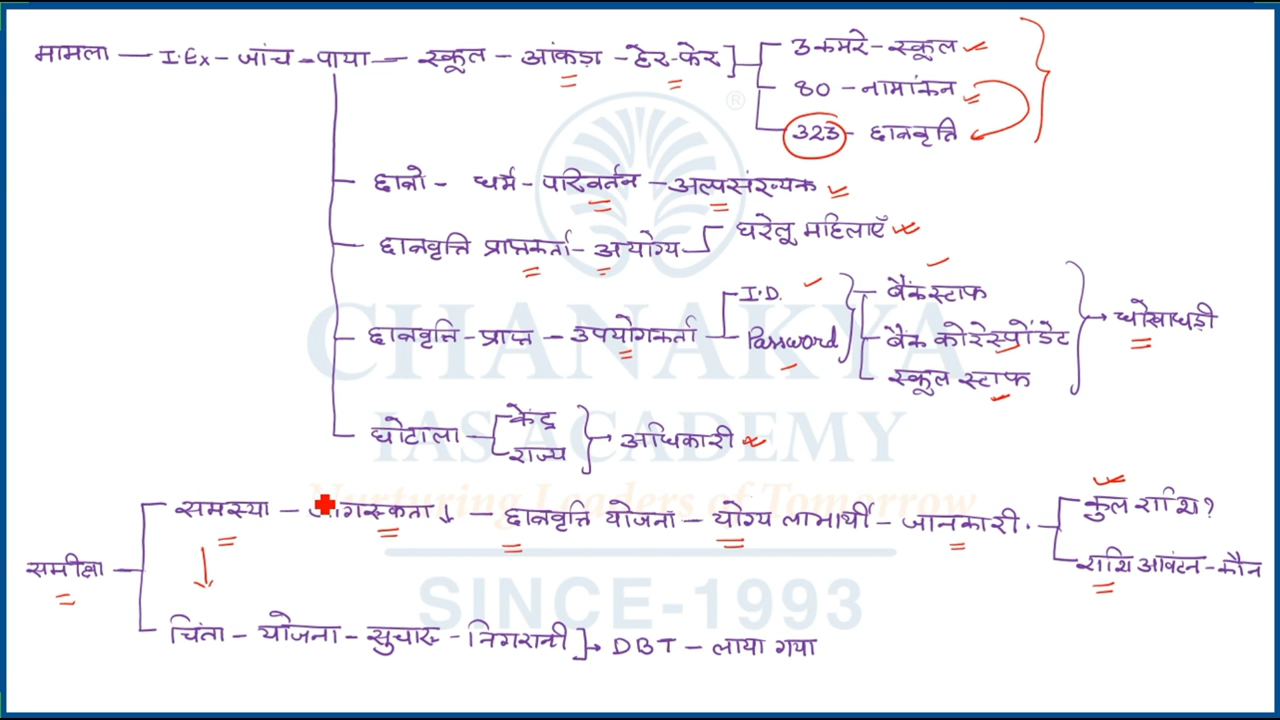 मामला — I.Ex - जांच - पाया — स्कूल - आंकड़ा - हेर-फेर
3 कमरे - स्कूल
80 - नामांकन
323 - छात्रवृत्ति
छात्रो - धर्म - परिवर्तन - अल्पसंख्यक
छात्रवृत्ति प्राप्तकर्ता - अयोग्य
घरेलू महिलाएँ
छात्रवृत्ति - प्राप्त - उपयोगकर्ता
I.D.
Password
बैंक स्टाफ
बैंक कोरेस्पोंडेंट
स्कूल स्टाफ
धोखाधड़ी
घोटाला
केंद्र
राज्य
अधिकारी
समीक्षा
समस्या - जागरूकता ↓ - छात्रवृत्ति योजना - योग्य लाभार्थी - जानकारी.
कुल राशि?
राशि आवंटन - कौन
चिंता - योजना - सुचारू - निगरानी → DBT - लाया गया
CHANAKYA
IAS ACADEMY
Nurturing Leaders of Tomorrow
SINCE-1993
®